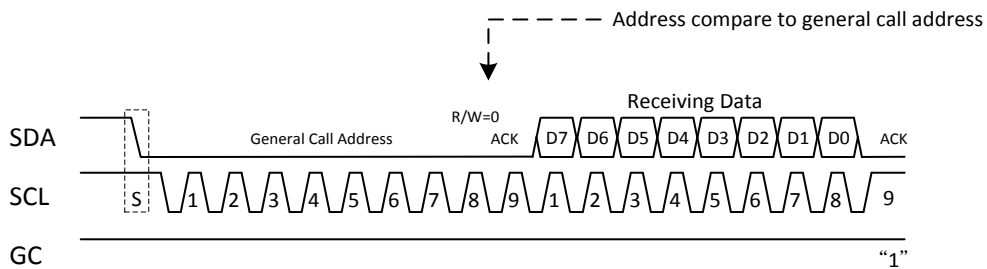 Address compare to general call address
Receiving Data
R/W=0
SDA General Call Address ACK D7 D6 D5 D4 D3 D2 D1 D0 ACK
SCL S 1 2 3 4 5 6 7 8 9 1 2 3 4 5 6 7 8 9
GC “1”